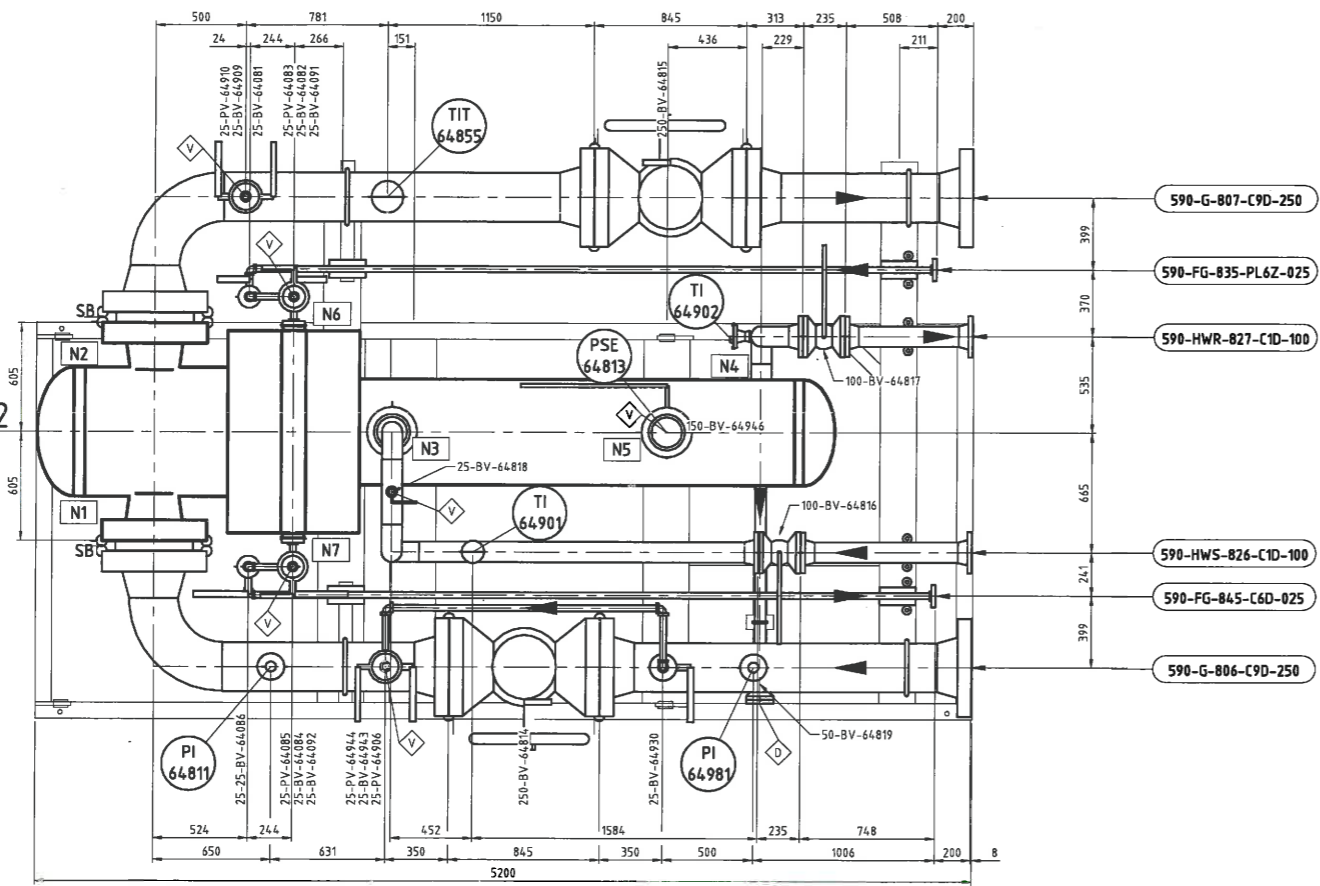 500 781 1150 845 313 235 508 200
24 244 266 151 436 229 211
25-PV-64910
25-BV-64909
25-BV-64081
25-PV-64083
25-BV-64082
25-BV-64091
250-BV-64815
TIT
64855
V
590-G-807-C9D-250
399
V
590-FG-835-PL6Z-025
TI
64902
370
SB
N6
590-HWR-827-C1D-100
N2
PSE
64813
N4
100-BV-64817
605
535
2
V
150-BV-64946
N3
N5
25-BV-64818
605
665
V
TI
64901
100-BV-64816
N1
SB
N7
590-HWS-826-C1D-100
241
590-FG-845-C6D-025
V
399
590-G-806-C9D-250
PI
64811
V
PI
64981
D
50-BV-64819
25-25-BV-64086
25-PV-64085
25-BV-64084
25-BV-64092
25-PV-64944
25-BV-64943
25-PV-64906
250-BV-64814
25-BV-64930
524 244 452 1584 235 748
650 631 350 845 350 500 1006 200 8
5200